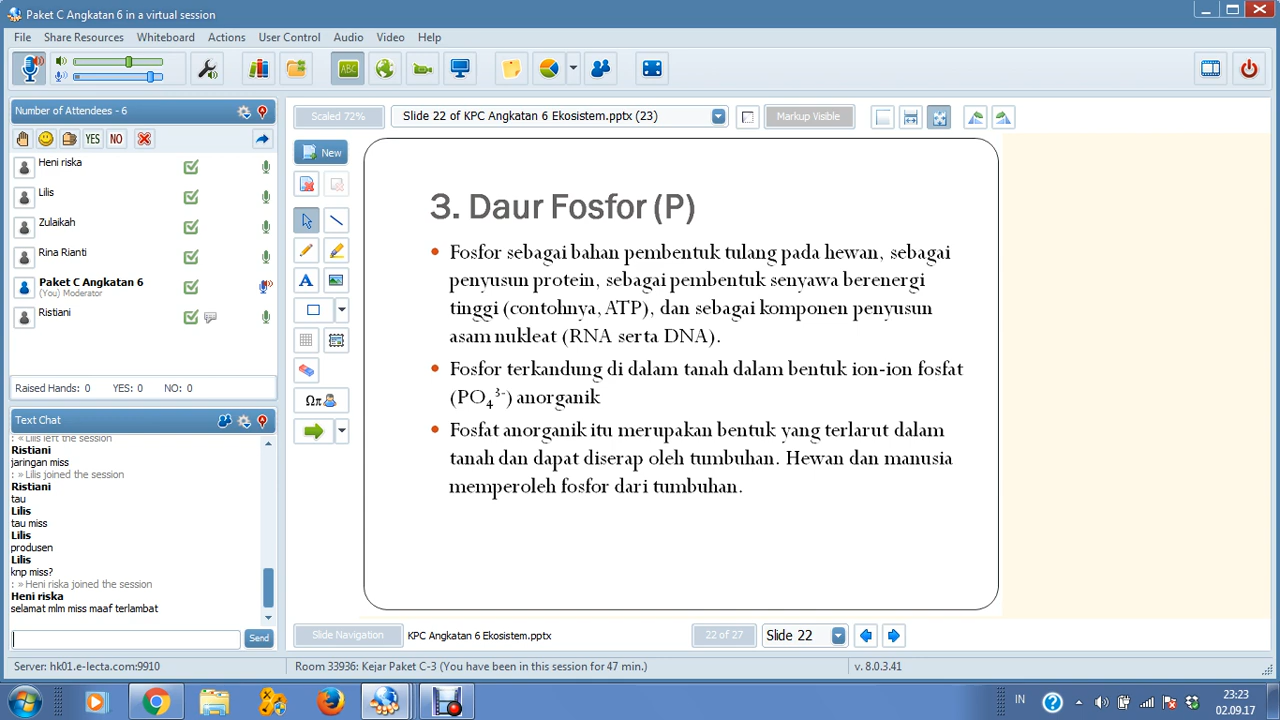 Paket C Angkatan 6 in a virtual session
File Share Resources Whiteboard Actions User Control Audio Video Help
ABC
Number of Attendees - 6
YES NO
Heni riska
Lilis
Zulaikah
Rina Rianti
Paket C Angkatan 6
(You) Moderator
Ristiani
Raised Hands: 0 YES: 0 NO: 0
Text Chat
: » Lilis left the session
Ristiani
jaringan miss
: » Lilis joined the session
Ristiani
tau
Lilis
tau miss
Lilis
produsen
Lilis
knp miss?
: » Heni riska joined the session
Heni riska
selamat mlm miss maaf terlambat
Send
Scaled 72% Slide 22 of KPC Angkatan 6 Ekosistem.pptx (23) Markup Visible
New
A
Ωπ
3. Daur Fosfor (P)
• Fosfor sebagai bahan pembentuk tulang pada hewan, sebagai
penyusun protein, sebagai pembentuk senyawa berenergi
tinggi (contohnya, ATP), dan sebagai komponen penyusun
asam nukleat (RNA serta DNA).
• Fosfor terkandung di dalam tanah dalam bentuk ion-ion fosfat
(PO₄³⁻) anorganik
• Fosfat anorganik itu merupakan bentuk yang terlarut dalam
tanah dan dapat diserap oleh tumbuhan. Hewan dan manusia
memperoleh fosfor dari tumbuhan.
Slide Navigation KPC Angkatan 6 Ekosistem.pptx 22 of 27 Slide 22
Server: hk01.e-lecta.com:9910 Room 33936: Kejar Paket C-3 (You have been in this session for 47 min.) v. 8.0.3.41
IN 23:23
02.09.17